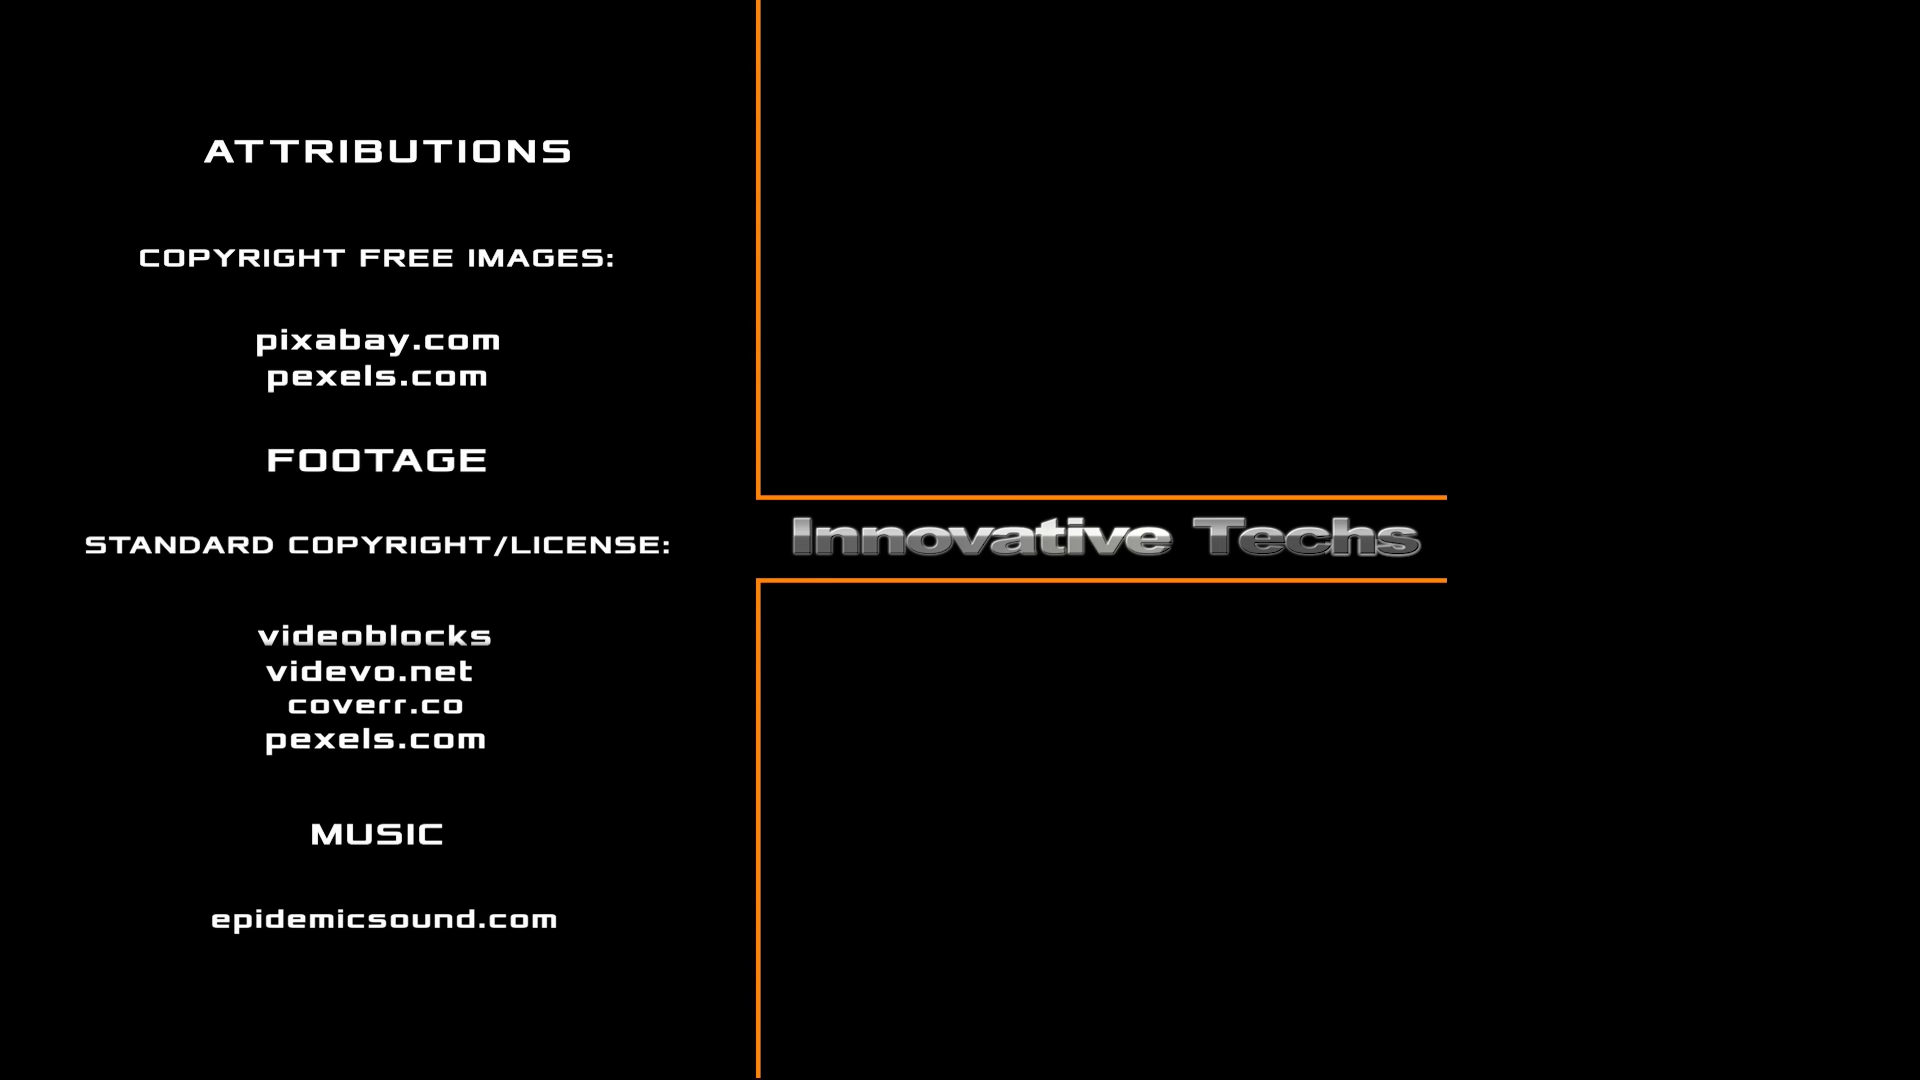 ATTRIBUTIONS
COPYRIGHT FREE IMAGES:
pixabay.com
pexels.com
FOOTAGE
STANDARD COPYRIGHT/LICENSE:
videoblocks
videvo.net
coverr.co
pexels.com
MUSIC
epidemicsound.com
Innovative Techs